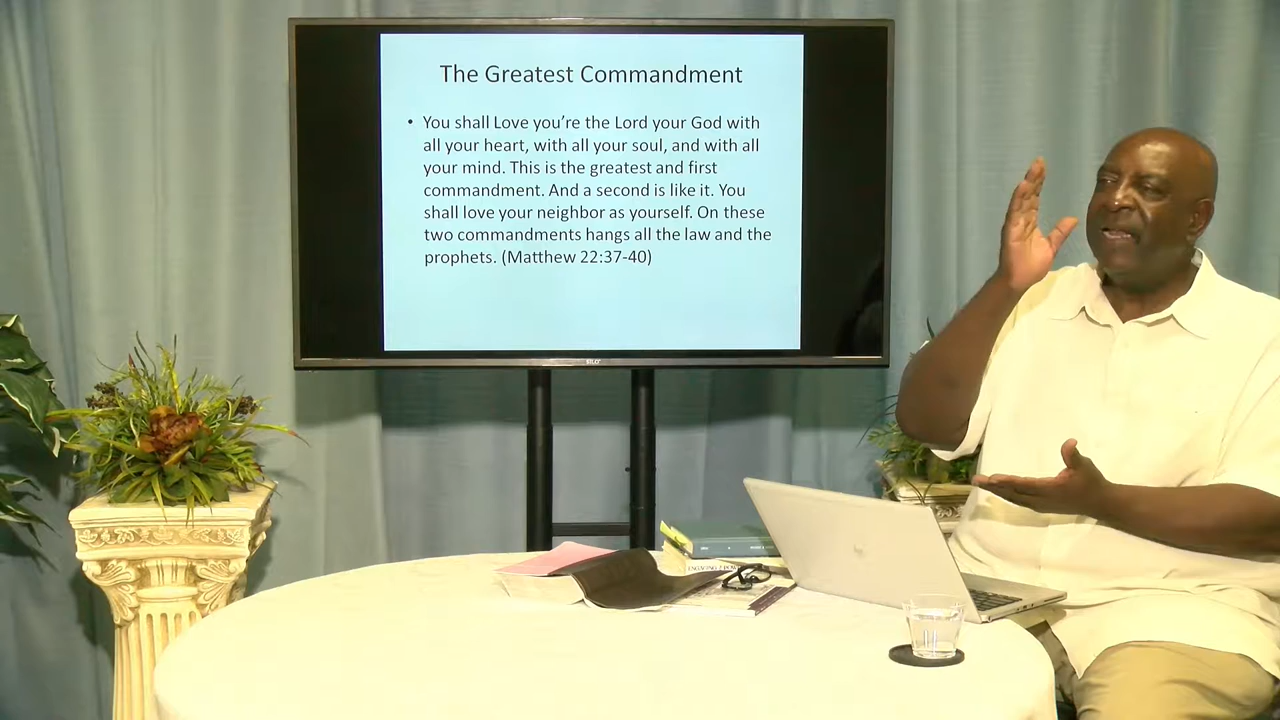 The Greatest Commandment
• You shall Love you’re the Lord your God with
all your heart, with all your soul, and with all
your mind. This is the greatest and first
commandment. And a second is like it. You
shall love your neighbor as yourself. On these
two commandments hangs all the law and the
prophets. (Matthew 22:37-40)
ENGAGING